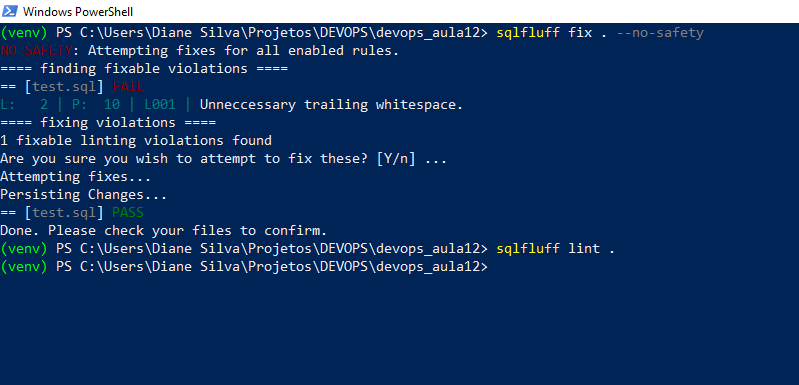 Windows PowerShell
(venv) PS C:\Users\Diane Silva\Projetos\DEVOPS\devops_aula12> sqlfluff fix . --no-safety
NO SAFETY: Attempting fixes for all enabled rules.
==== finding fixable violations ====
== [test.sql] FAIL
L:   2 | P:  10 | L001 | Unneccessary trailing whitespace.
==== fixing violations ====
1 fixable linting violations found
Are you sure you wish to attempt to fix these? [Y/n] ...
Attempting fixes...
Persisting Changes...
== [test.sql] PASS
Done. Please check your files to confirm.
(venv) PS C:\Users\Diane Silva\Projetos\DEVOPS\devops_aula12> sqlfluff lint .
(venv) PS C:\Users\Diane Silva\Projetos\DEVOPS\devops_aula12>